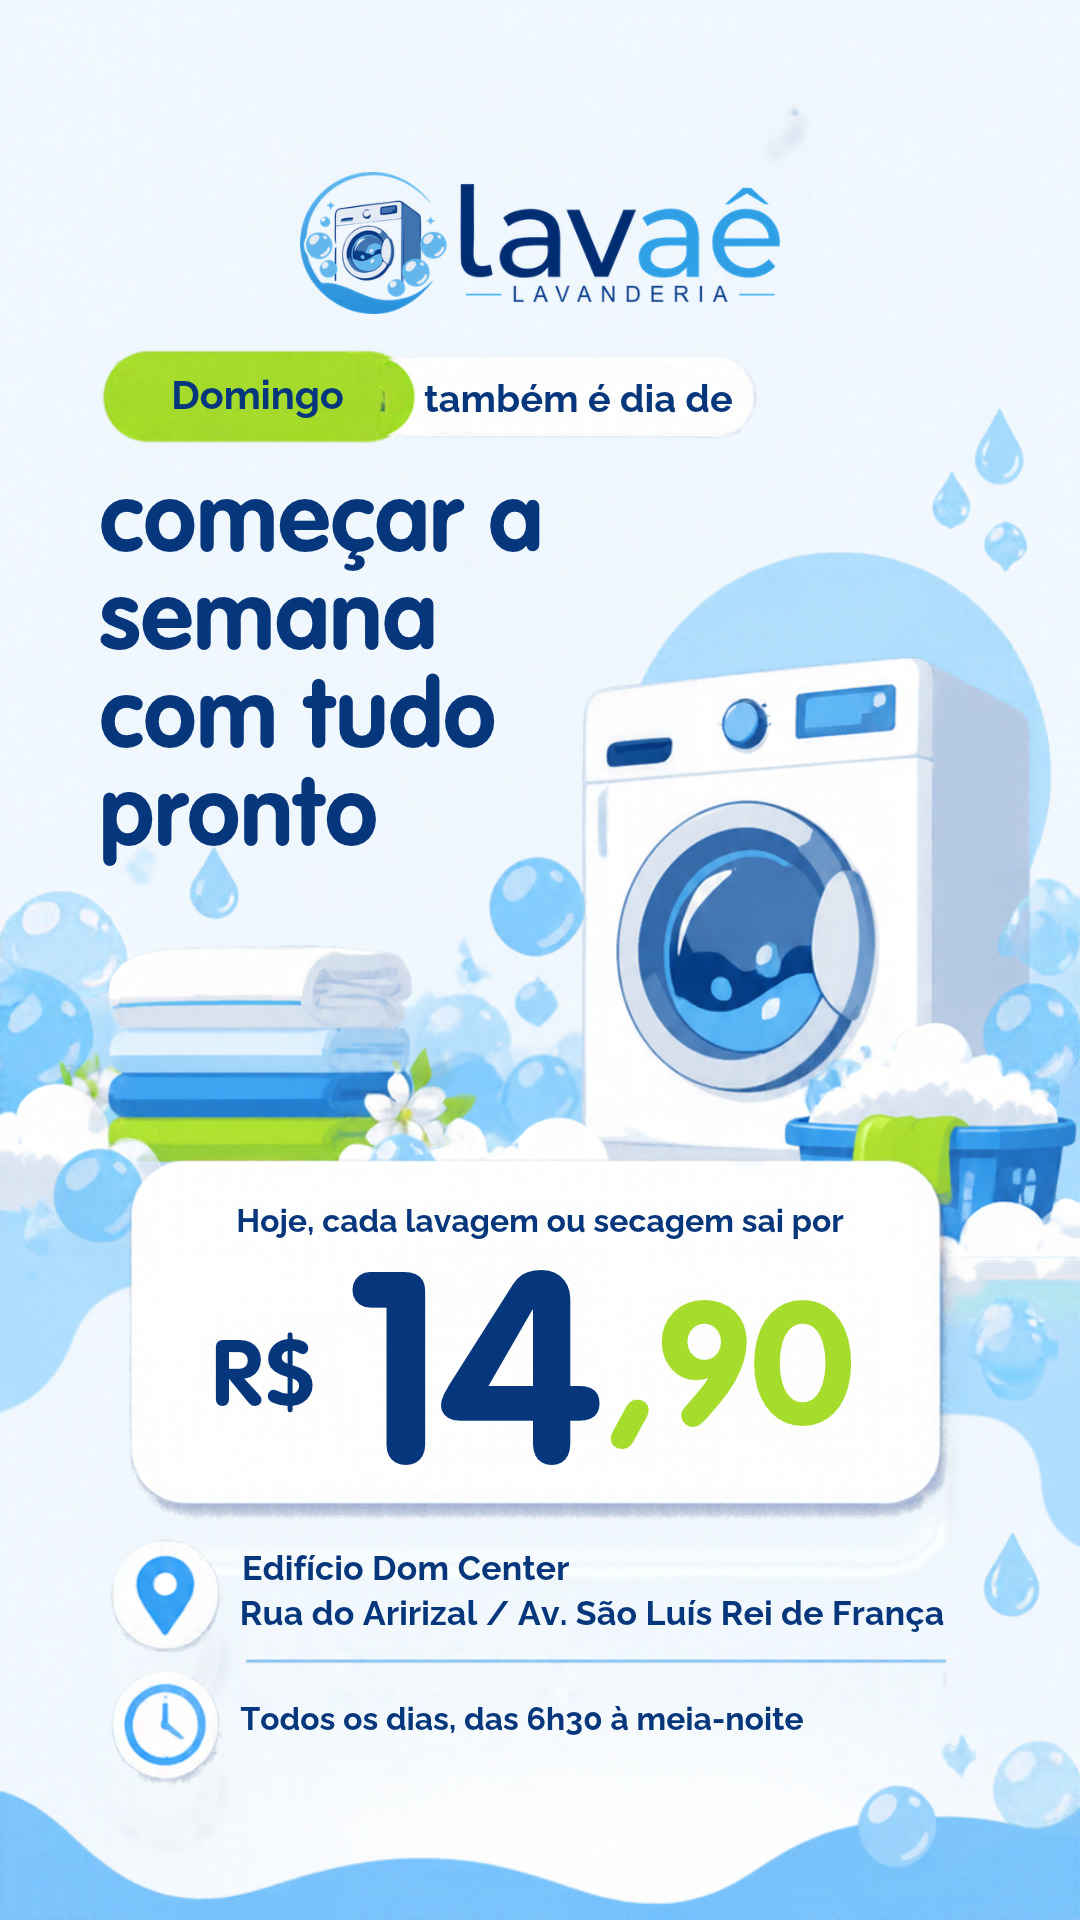 lavaê
LAVANDERIA
Domingo também é dia de
começar a
semana
com tudo
pronto
Hoje, cada lavagem ou secagem sai por
R$ 14,90
Edifício Dom Center
Rua do Aririzal / Av. São Luís Rei de França
Todos os dias, das 6h30 à meia-noite